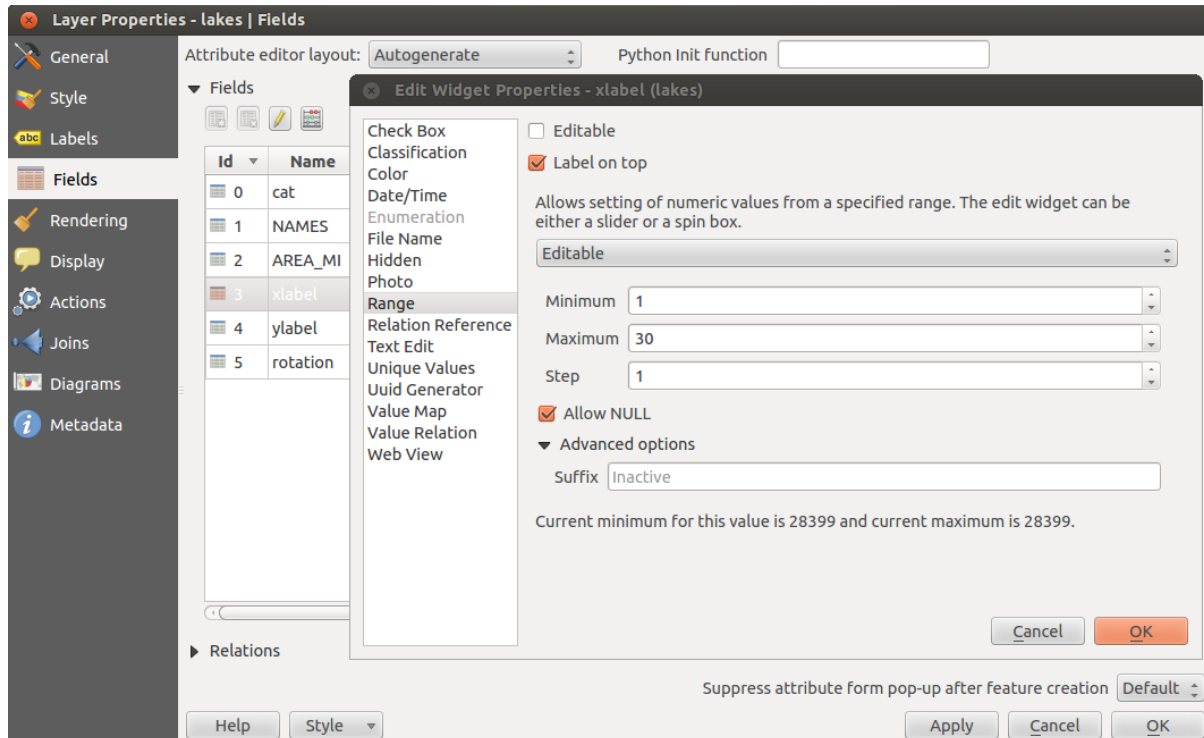 Layer Properties - lakes | Fields
General
Style
abc Labels
Fields
Rendering
Display
Actions
Joins
Diagrams
Metadata
Attribute editor layout: Autogenerate Python Init function
Fields
Id Name
0 cat
1 NAMES
2 AREA_MI
3 xlabel
4 ylabel
5 rotation
Relations
Edit Widget Properties - xlabel (lakes)
Check Box
Classification
Color
Date/Time
Enumeration
File Name
Hidden
Photo
Range
Relation Reference
Text Edit
Unique Values
Uuid Generator
Value Map
Value Relation
Web View
Editable
Label on top
Allows setting of numeric values from a specified range. The edit widget can be
either a slider or a spin box.
Editable
Minimum 1
Maximum 30
Step 1
Allow NULL
Advanced options
Suffix Inactive
Current minimum for this value is 28399 and current maximum is 28399.
Cancel OK
Suppress attribute form pop-up after feature creation Default
Help Style Apply Cancel OK